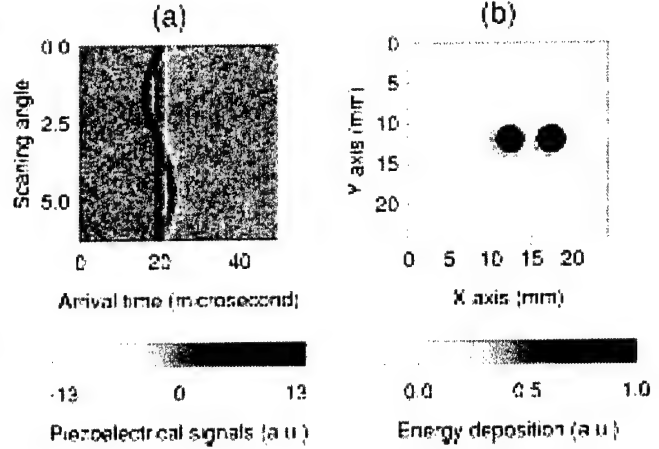 (a)
(b)
0.0
2.5
5.0
Scaning angle
0
20
40
Arrival time (microsecond)
-13
0
13
Piezoelectrical signals (a.u.)
0
5
10
15
20
Y axis (mm)
0
5
10
15
20
X axis (mm)
0.0
0.5
1.0
Energy deposition (a.u.)